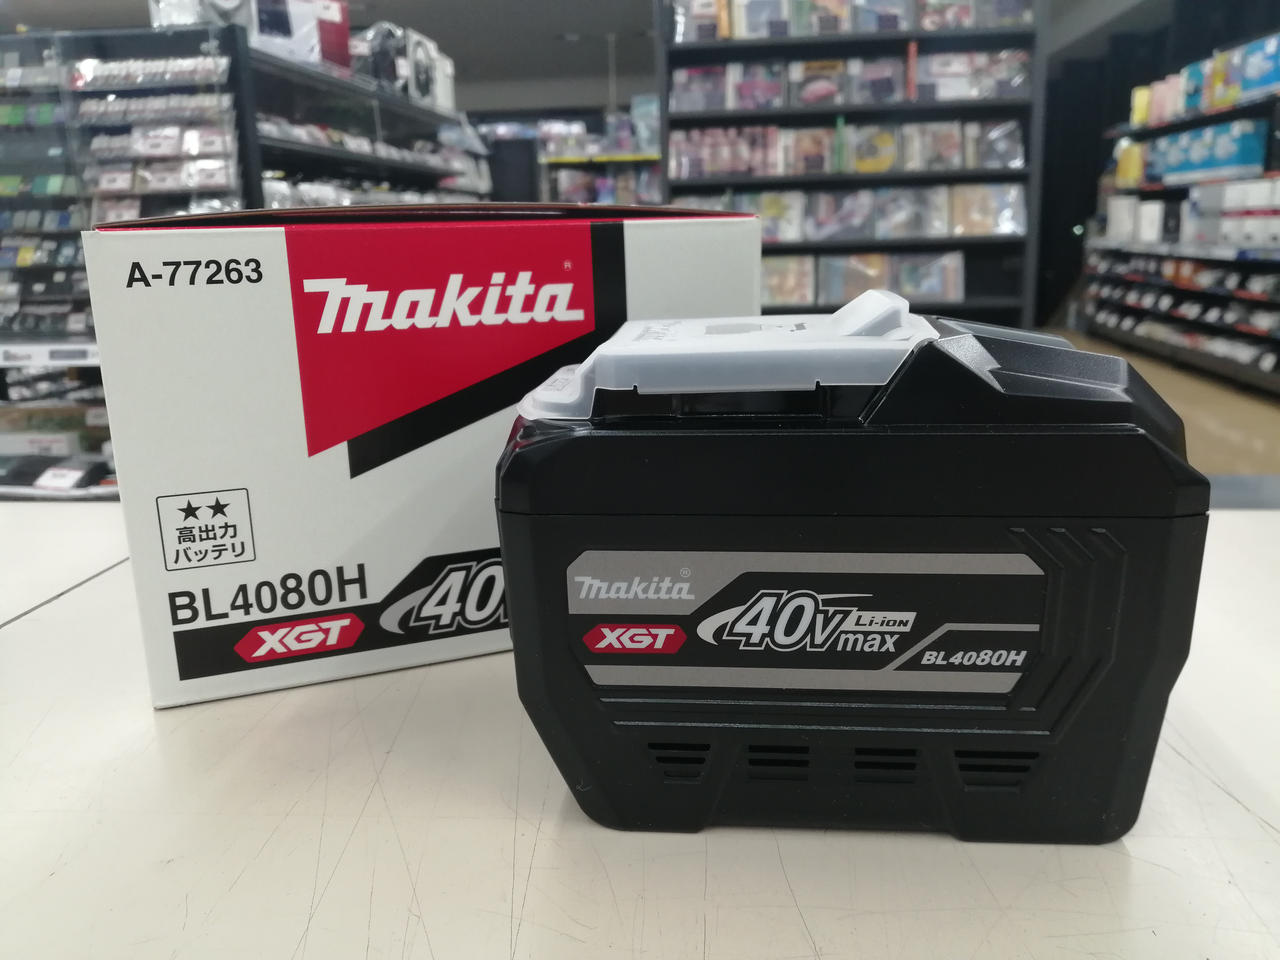 A-77263
makita®
★★
高出力
バッテリ
BL4080H
XGT
40
makita®
XGT
40Vmax
Li-ion
BL4080H